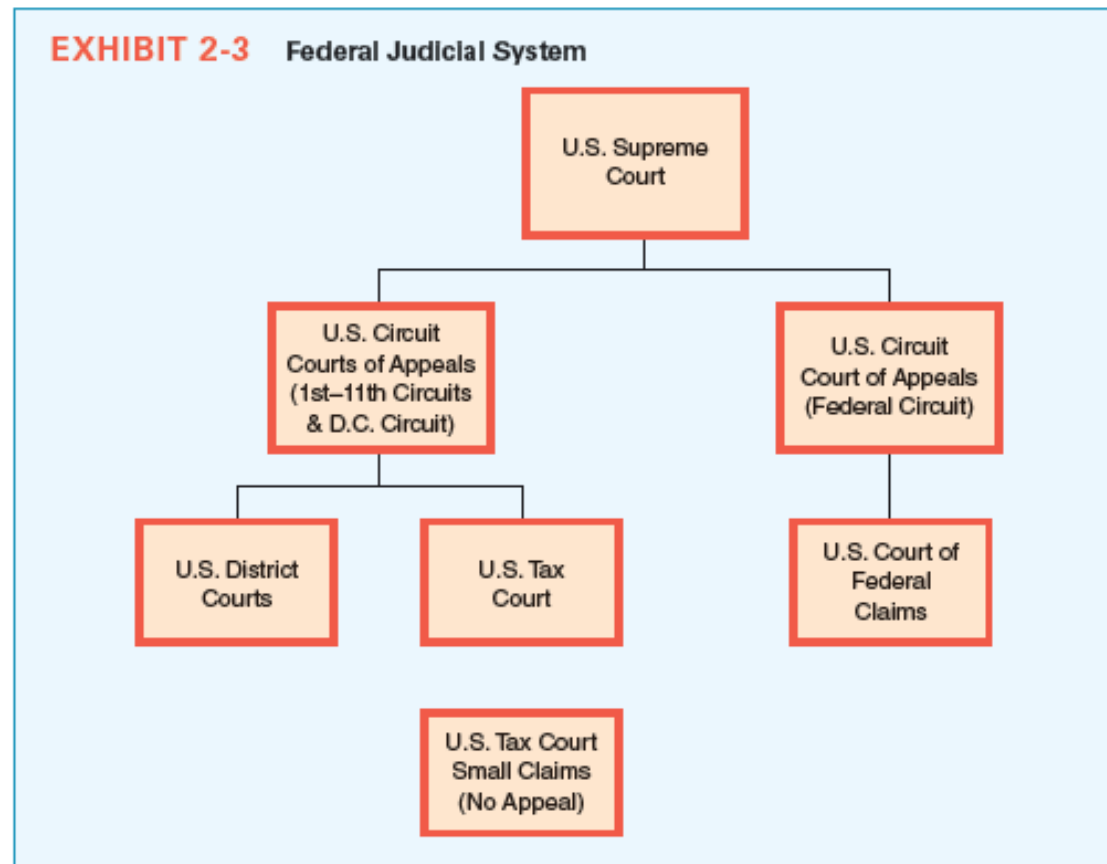 EXHIBIT 2-3 Federal Judicial System
U.S. Supreme
Court
U.S. Circuit
Courts of Appeals
(1st–11th Circuits
& D.C. Circuit)
U.S. Circuit
Court of Appeals
(Federal Circuit)
U.S. District
Courts
U.S. Tax
Court
U.S. Court of
Federal
Claims
U.S. Tax Court
Small Claims
(No Appeal)